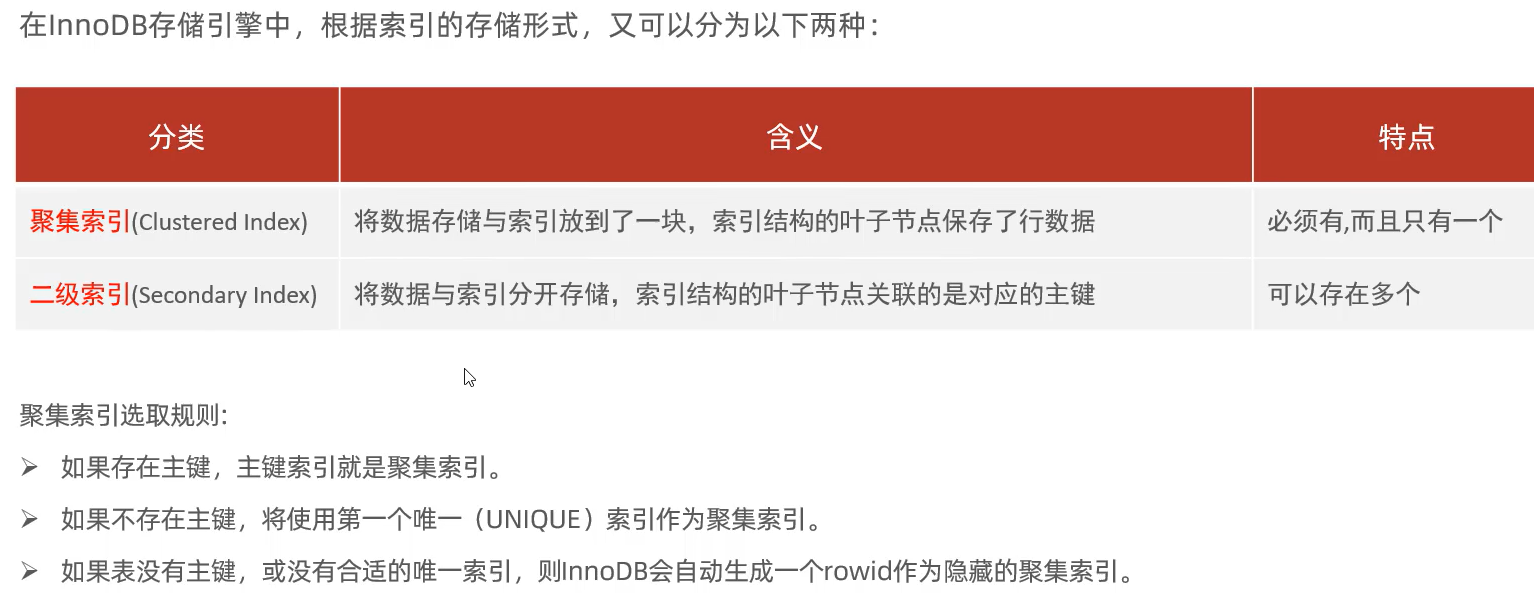 在InnoDB存储引擎中，根据索引的存储形式，又可以分为以下两种：
分类 含义 特点
聚集索引(Clustered Index) 将数据存储与索引放到了一块，索引结构的叶子节点保存了行数据 必须有,而且只有一个
二级索引(Secondary Index) 将数据与索引分开存储，索引结构的叶子节点关联的是对应的主键 可以存在多个
聚集索引选取规则:
➢ 如果存在主键，主键索引就是聚集索引。
➢ 如果不存在主键，将使用第一个唯一（UNIQUE）索引作为聚集索引。
➢ 如果表没有主键，或没有合适的唯一索引，则InnoDB会自动生成一个rowid作为隐藏的聚集索引。